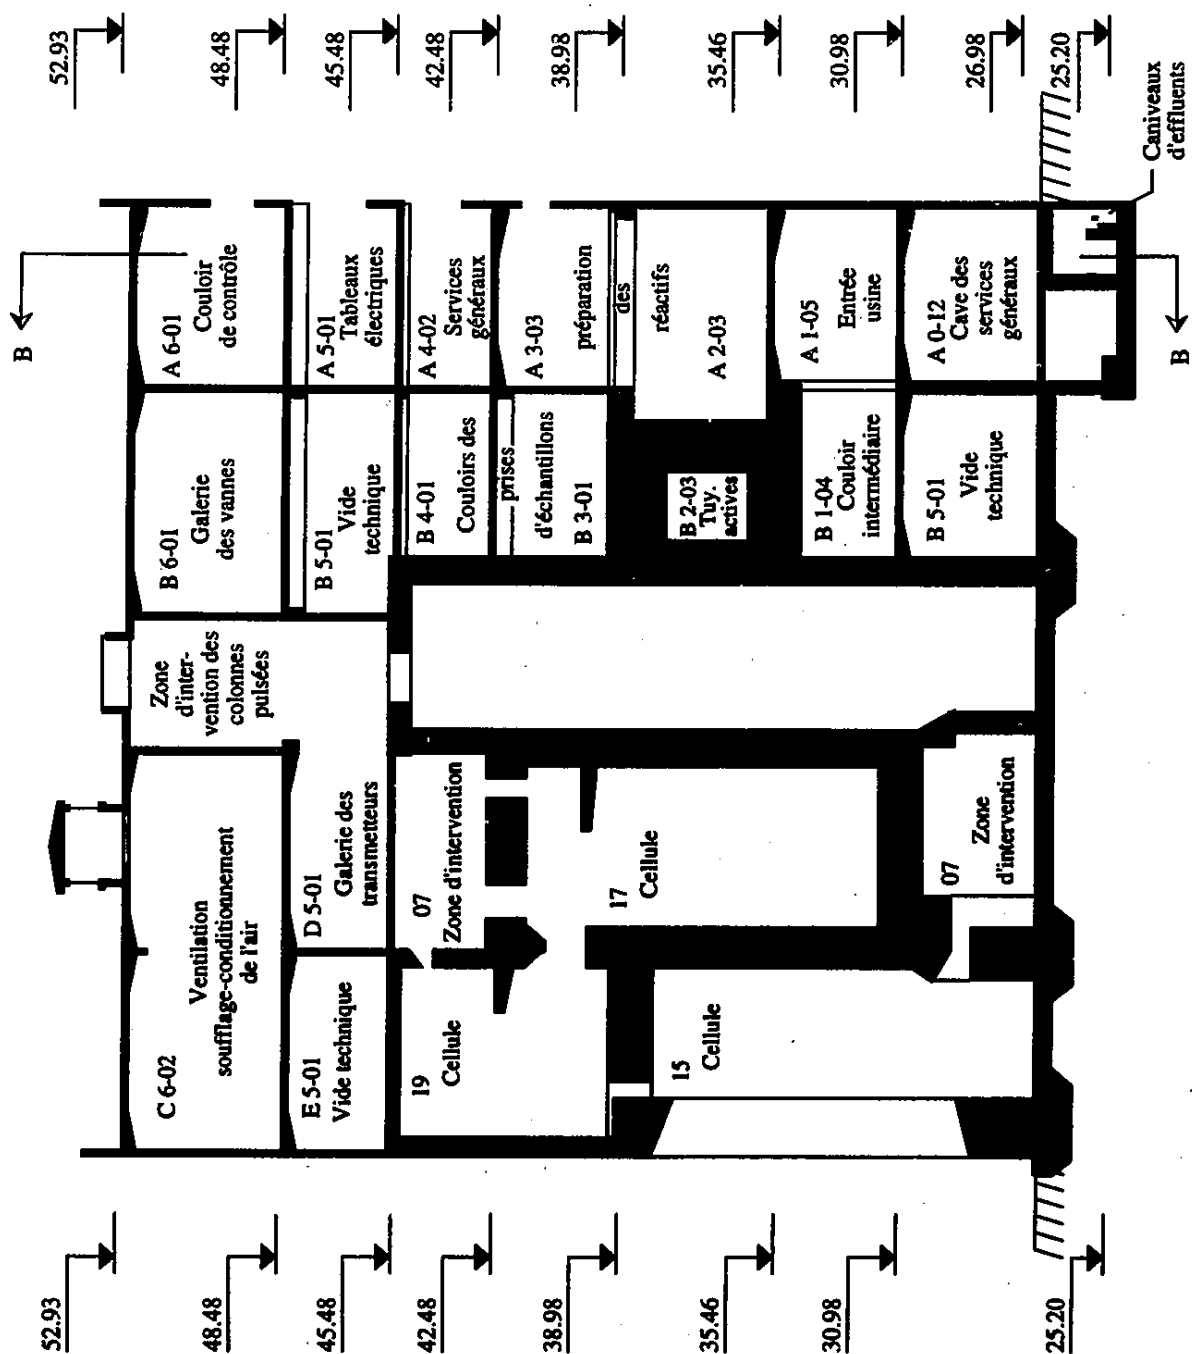 52.93
48.48
45.48
42.48
38.98
35.46
30.98
25.20
C 6-02
Ventilation
soufflage-conditionnement
de l'air
E 5-01
Vide technique
D 5-01
Galerie des
transmetteurs
Zone
d'inter-
vention des
colonnes
pulsées
B 6-01
Galerie
des vannes
B 5-01
Vide
technique
A 6-01
Couloir
de contrôle
A 5-01
Tableaux
électriques
19
Cellule
07
Zone d'intervention
B 4-01
Couloirs des
prises
d'échantillons
B 3-01
A 4-02
Services
généraux
A 3-03
préparation
des
réactifs
A 2-03
17
Cellule
15
Cellule
B 2-03
Tuy.
actives
B 1-04
Couloir
intermédiaire
A 1-05
Entrée
usine
07
Zone
d'intervention
B 5-01
Vide
technique
A 0-12
Cave des
services
généraux
B
B
Caniveaux
d'effluents
52.93
48.48
45.48
42.48
38.98
35.46
30.98
26.98
25.20